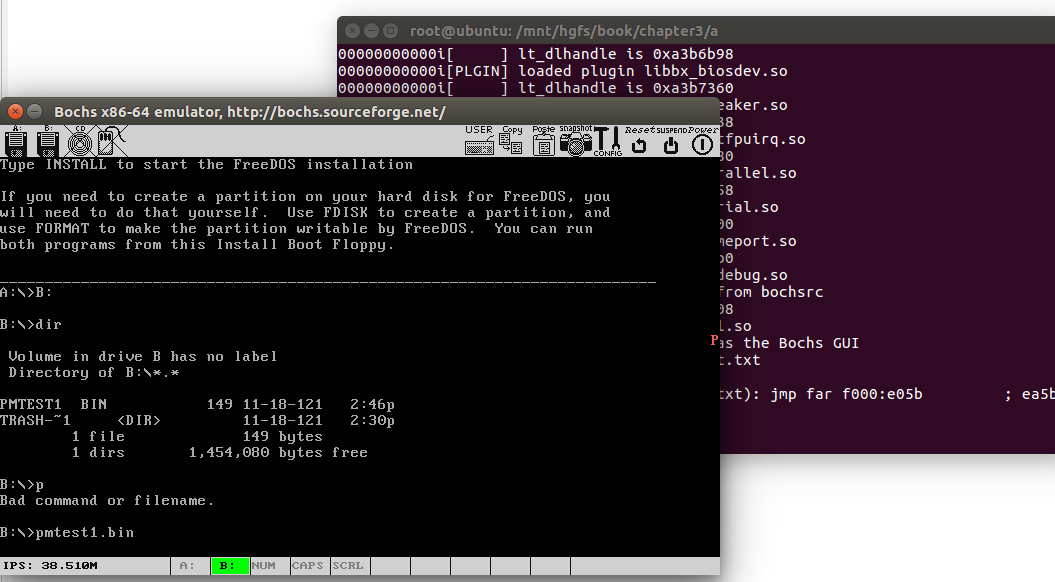 root@ubuntu: /mnt/hgfs/book/chapter3/a
00000000000i[      ] lt_dlhandle is 0xa3b6b98
00000000000i[PLGIN] loaded plugin libbx_biosdev.so
00000000000i[      ] lt_dlhandle is 0xa3b7360
eaker.so
38
fpuirq.so
30
rallel.so
58
rial.so
00
meport.so
b0
debug.so
from bochsrc
08
l.so
as the Bochs GUI
t.txt
txt): jmp far f000:e05b          ; ea5b
P
Bochs x86-64 emulator, http://bochs.sourceforge.net/
A: B: CD USER Copy Paste snapshot CONFIG Reset SUSPEND Power
Type INSTALL to start the FreeDOS installation
If you need to create a partition on your hard disk for FreeDOS, you
will need to do that yourself.  Use FDISK to create a partition, and
use FORMAT to make the partition writable by FreeDOS.  You can run
both programs from this Install Boot Floppy.
A:\>B:
B:\>dir
Volume in drive B has no label
Directory of B:\*.*
PMTEST1  BIN           149 11-18-121   2:46p
TRASH-~1     <DIR>         11-18-121   2:30p
1 file             149 bytes
1 dirs       1,454,080 bytes free
B:\>p
Bad command or filename.
B:\>pmtest1.bin
IPS: 38.510M A: B: NUM CAPS SCRL